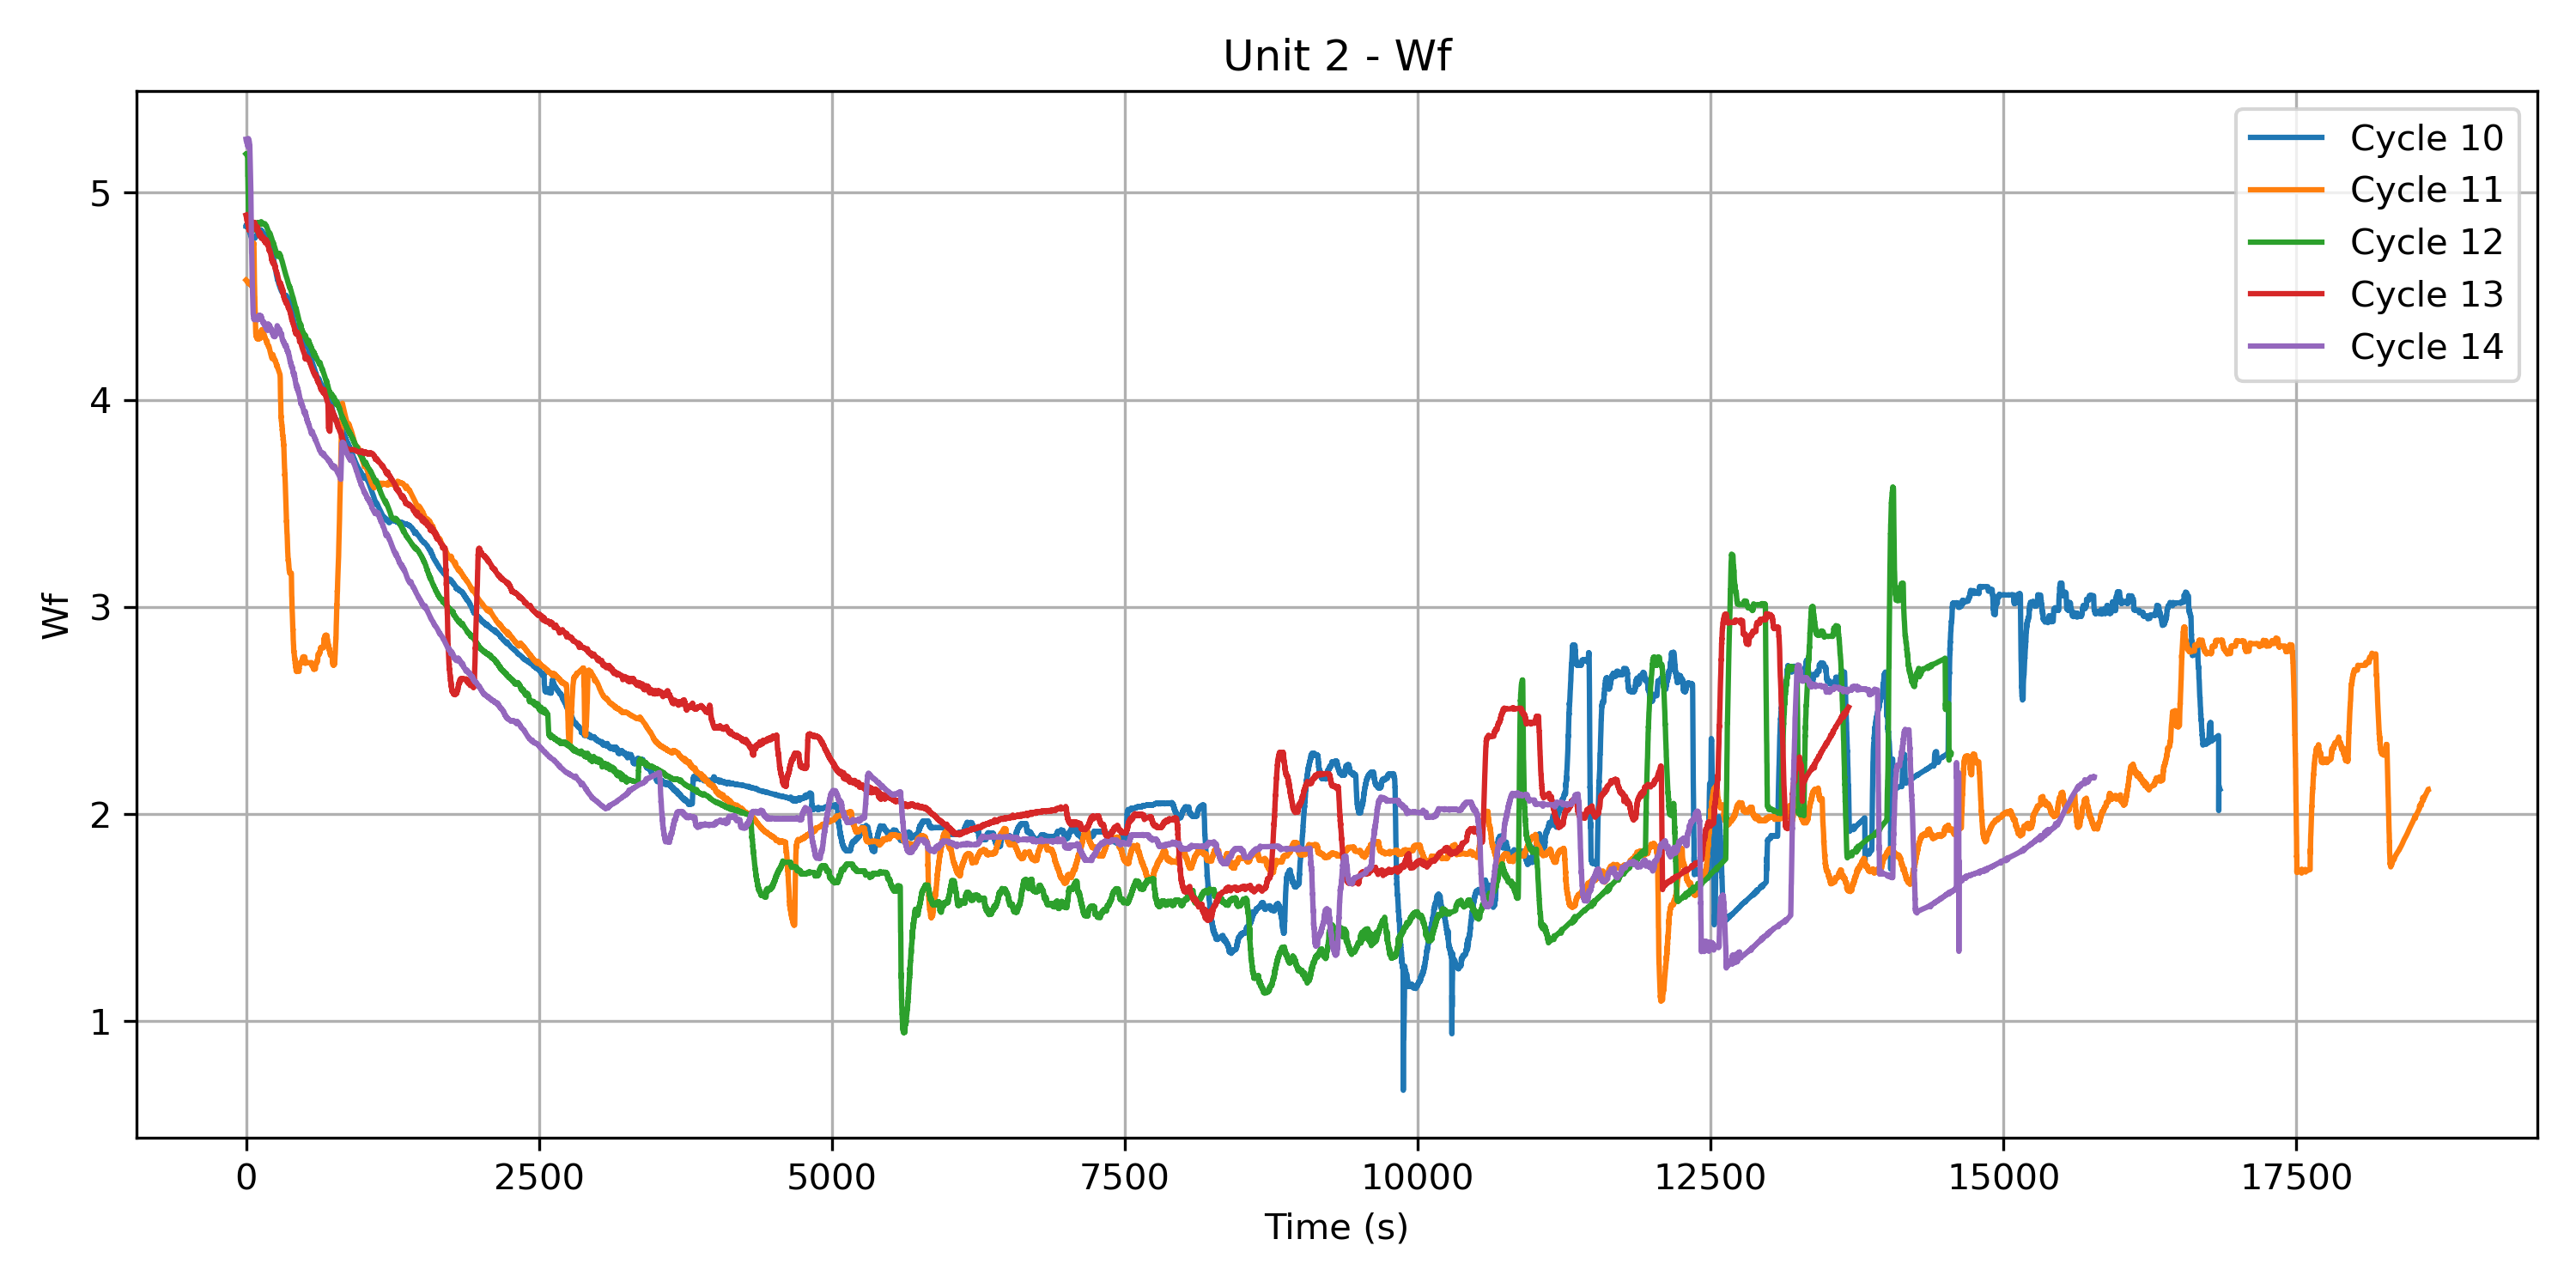 Unit 2 - Wf
Cycle 10
Cycle 11
Cycle 12
Cycle 13
Cycle 14
Wf
5
4
3
2
1
0 2500 5000 7500 10000 12500 15000 17500
Time (s)